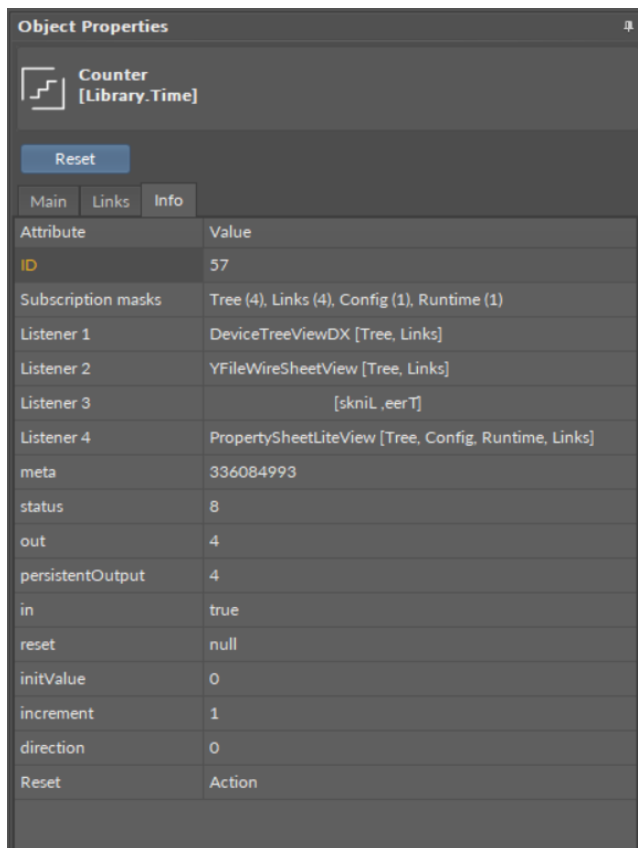 Object Properties
Counter
[Library.Time]
Reset
Main Links Info
Attribute Value
ID 57
Subscription masks Tree (4), Links (4), Config (1), Runtime (1)
Listener 1 DeviceTreeViewDX [Tree, Links]
Listener 2 YFileWireSheetView [Tree, Links]
Listener 3 [skniL ,eerT]
Listener 4 PropertySheetLiteView [Tree, Config, Runtime, Links]
meta 336084993
status 8
out 4
persistentOutput 4
in true
reset null
initValue 0
increment 1
direction 0
Reset Action